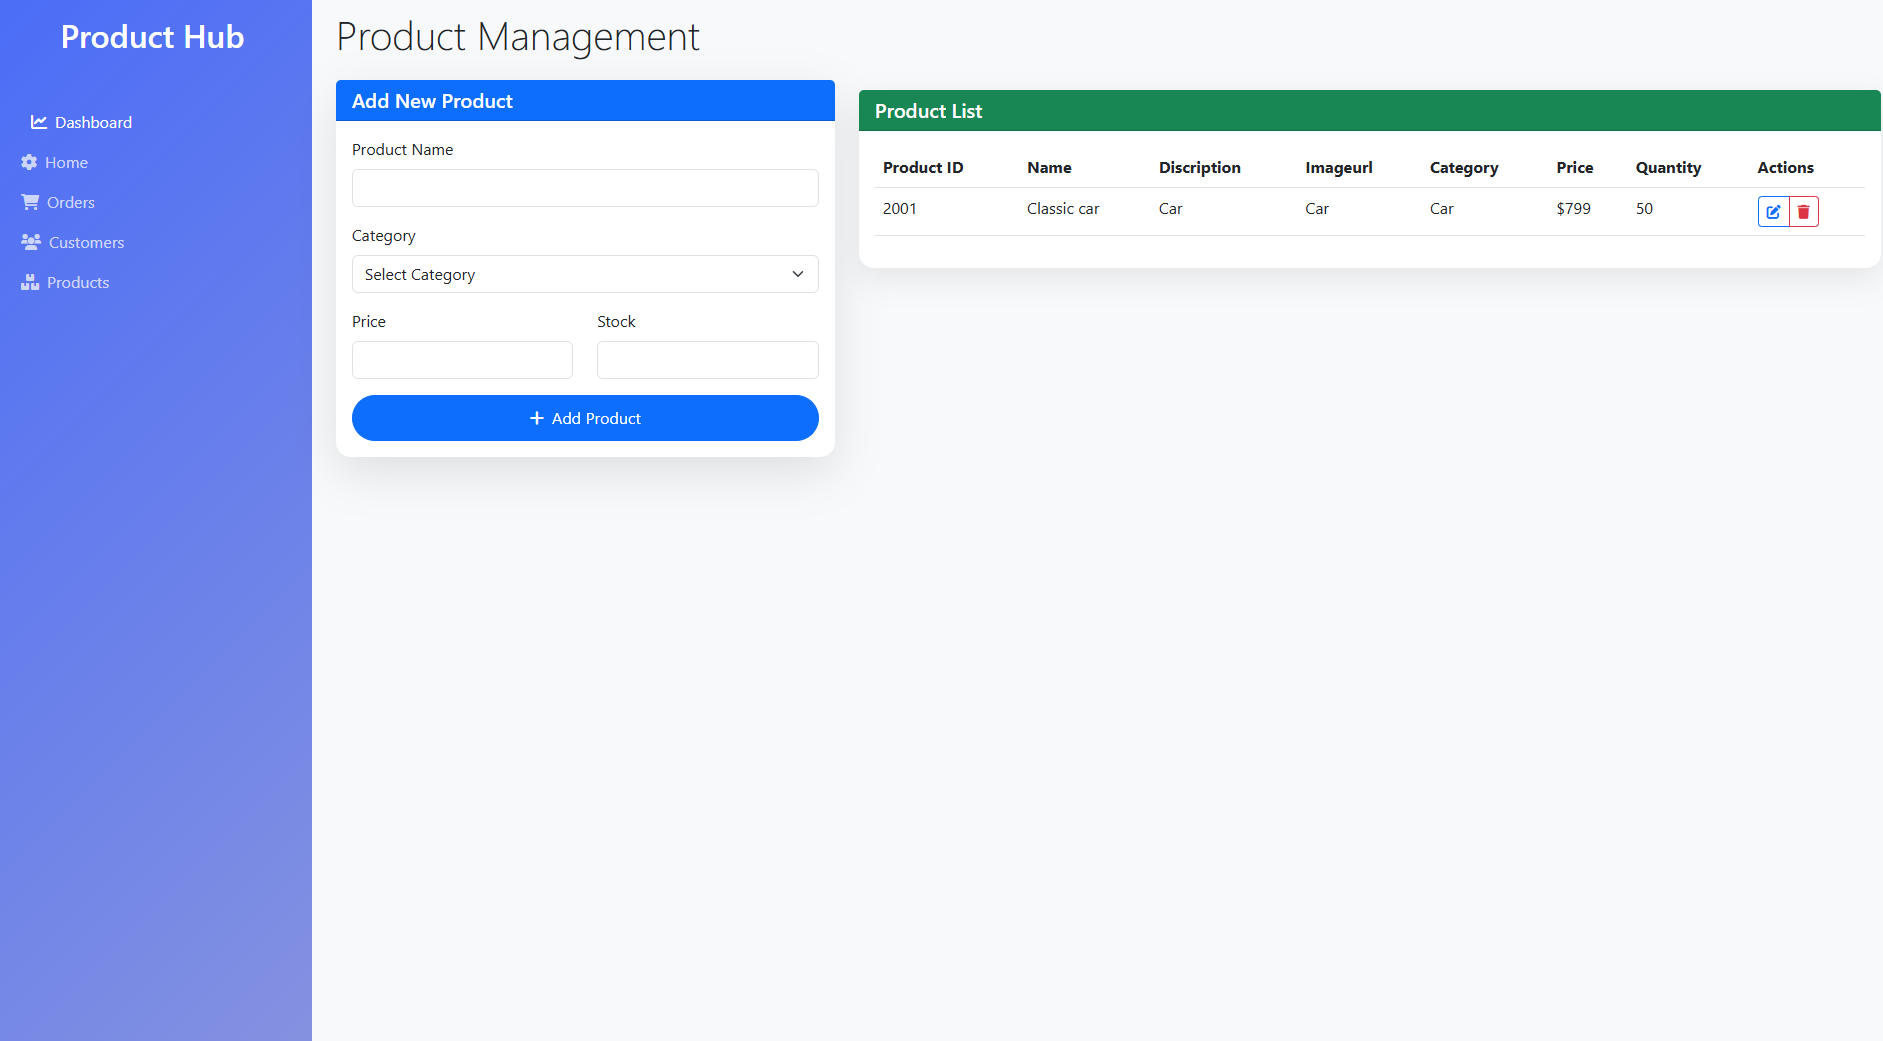 Product Hub
Dashboard
Home
Orders
Customers
Products
Product Management
Add New Product
Product Name
Category
Select Category
Price Stock
Add Product
Product List
Product ID Name Discription Imageurl Category Price Quantity Actions
2001 Classic car Car Car Car $799 50